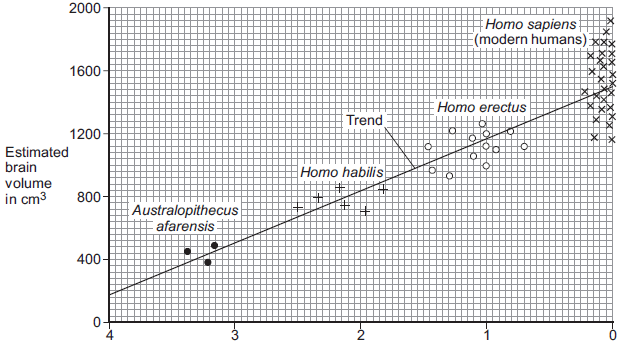 2000
Homo sapiens
(modern humans)
1600
Homo erectus
Trend
1200
Estimated
brain
volume
in cm³
Homo habilis
800
Australopithecus
afarensis
400
0
4
3
2
1
0